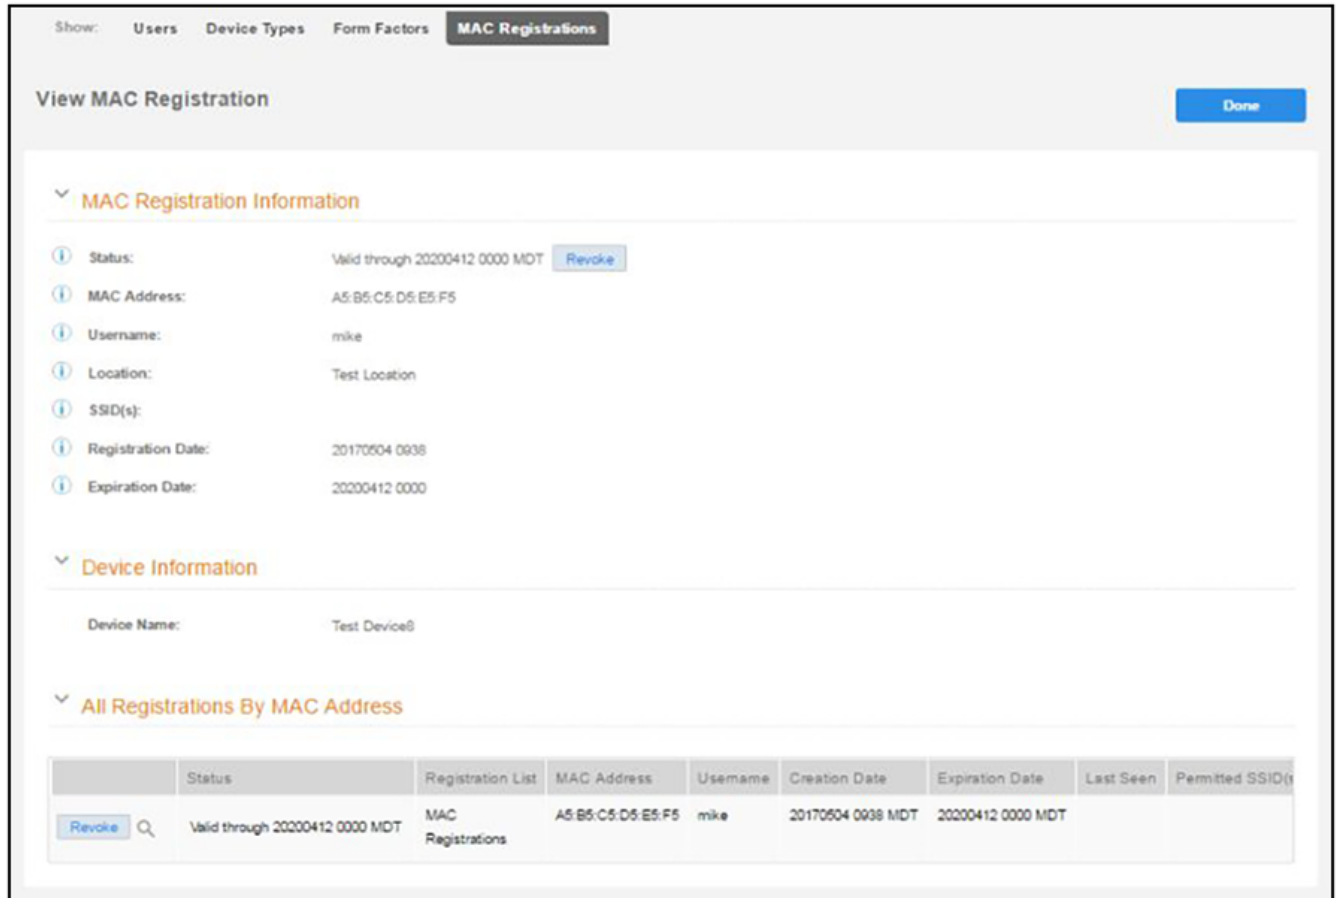 Show: Users Device Types Form Factors MAC Registrations
View MAC Registration
Done
MAC Registration Information
Status: Valid through 20200412 0000 MDT Revoke
MAC Address: A5:B5:C5:D5:E5:F5
Username: mike
Location: Test Location
SSID(s):
Registration Date: 20170504 0938
Expiration Date: 20200412 0000
Device Information
Device Name: Test Device8
All Registrations By MAC Address
Status Registration List MAC Address Username Creation Date Expiration Date Last Seen Permitted SSID(s
Revoke Valid through 20200412 0000 MDT MAC A5:B5:C5:D5:E5:F5 mike 20170504 0938 MDT 20200412 0000 MDT
Registrations